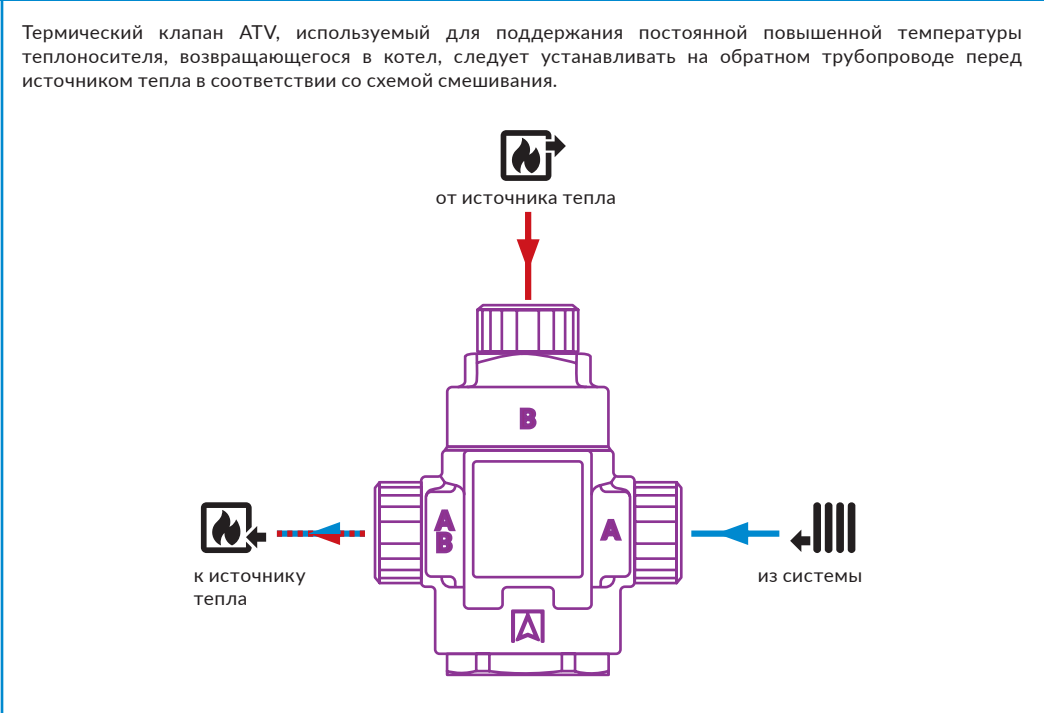 Термический клапан ATV, используемый для поддержания постоянной повышенной температуры
теплоносителя, возвращающегося в котел, следует устанавливать на обратном трубопроводе перед
источником тепла в соответствии со схемой смешивания.
от источника тепла
B
A
B
A
к источнику
тепла
из системы